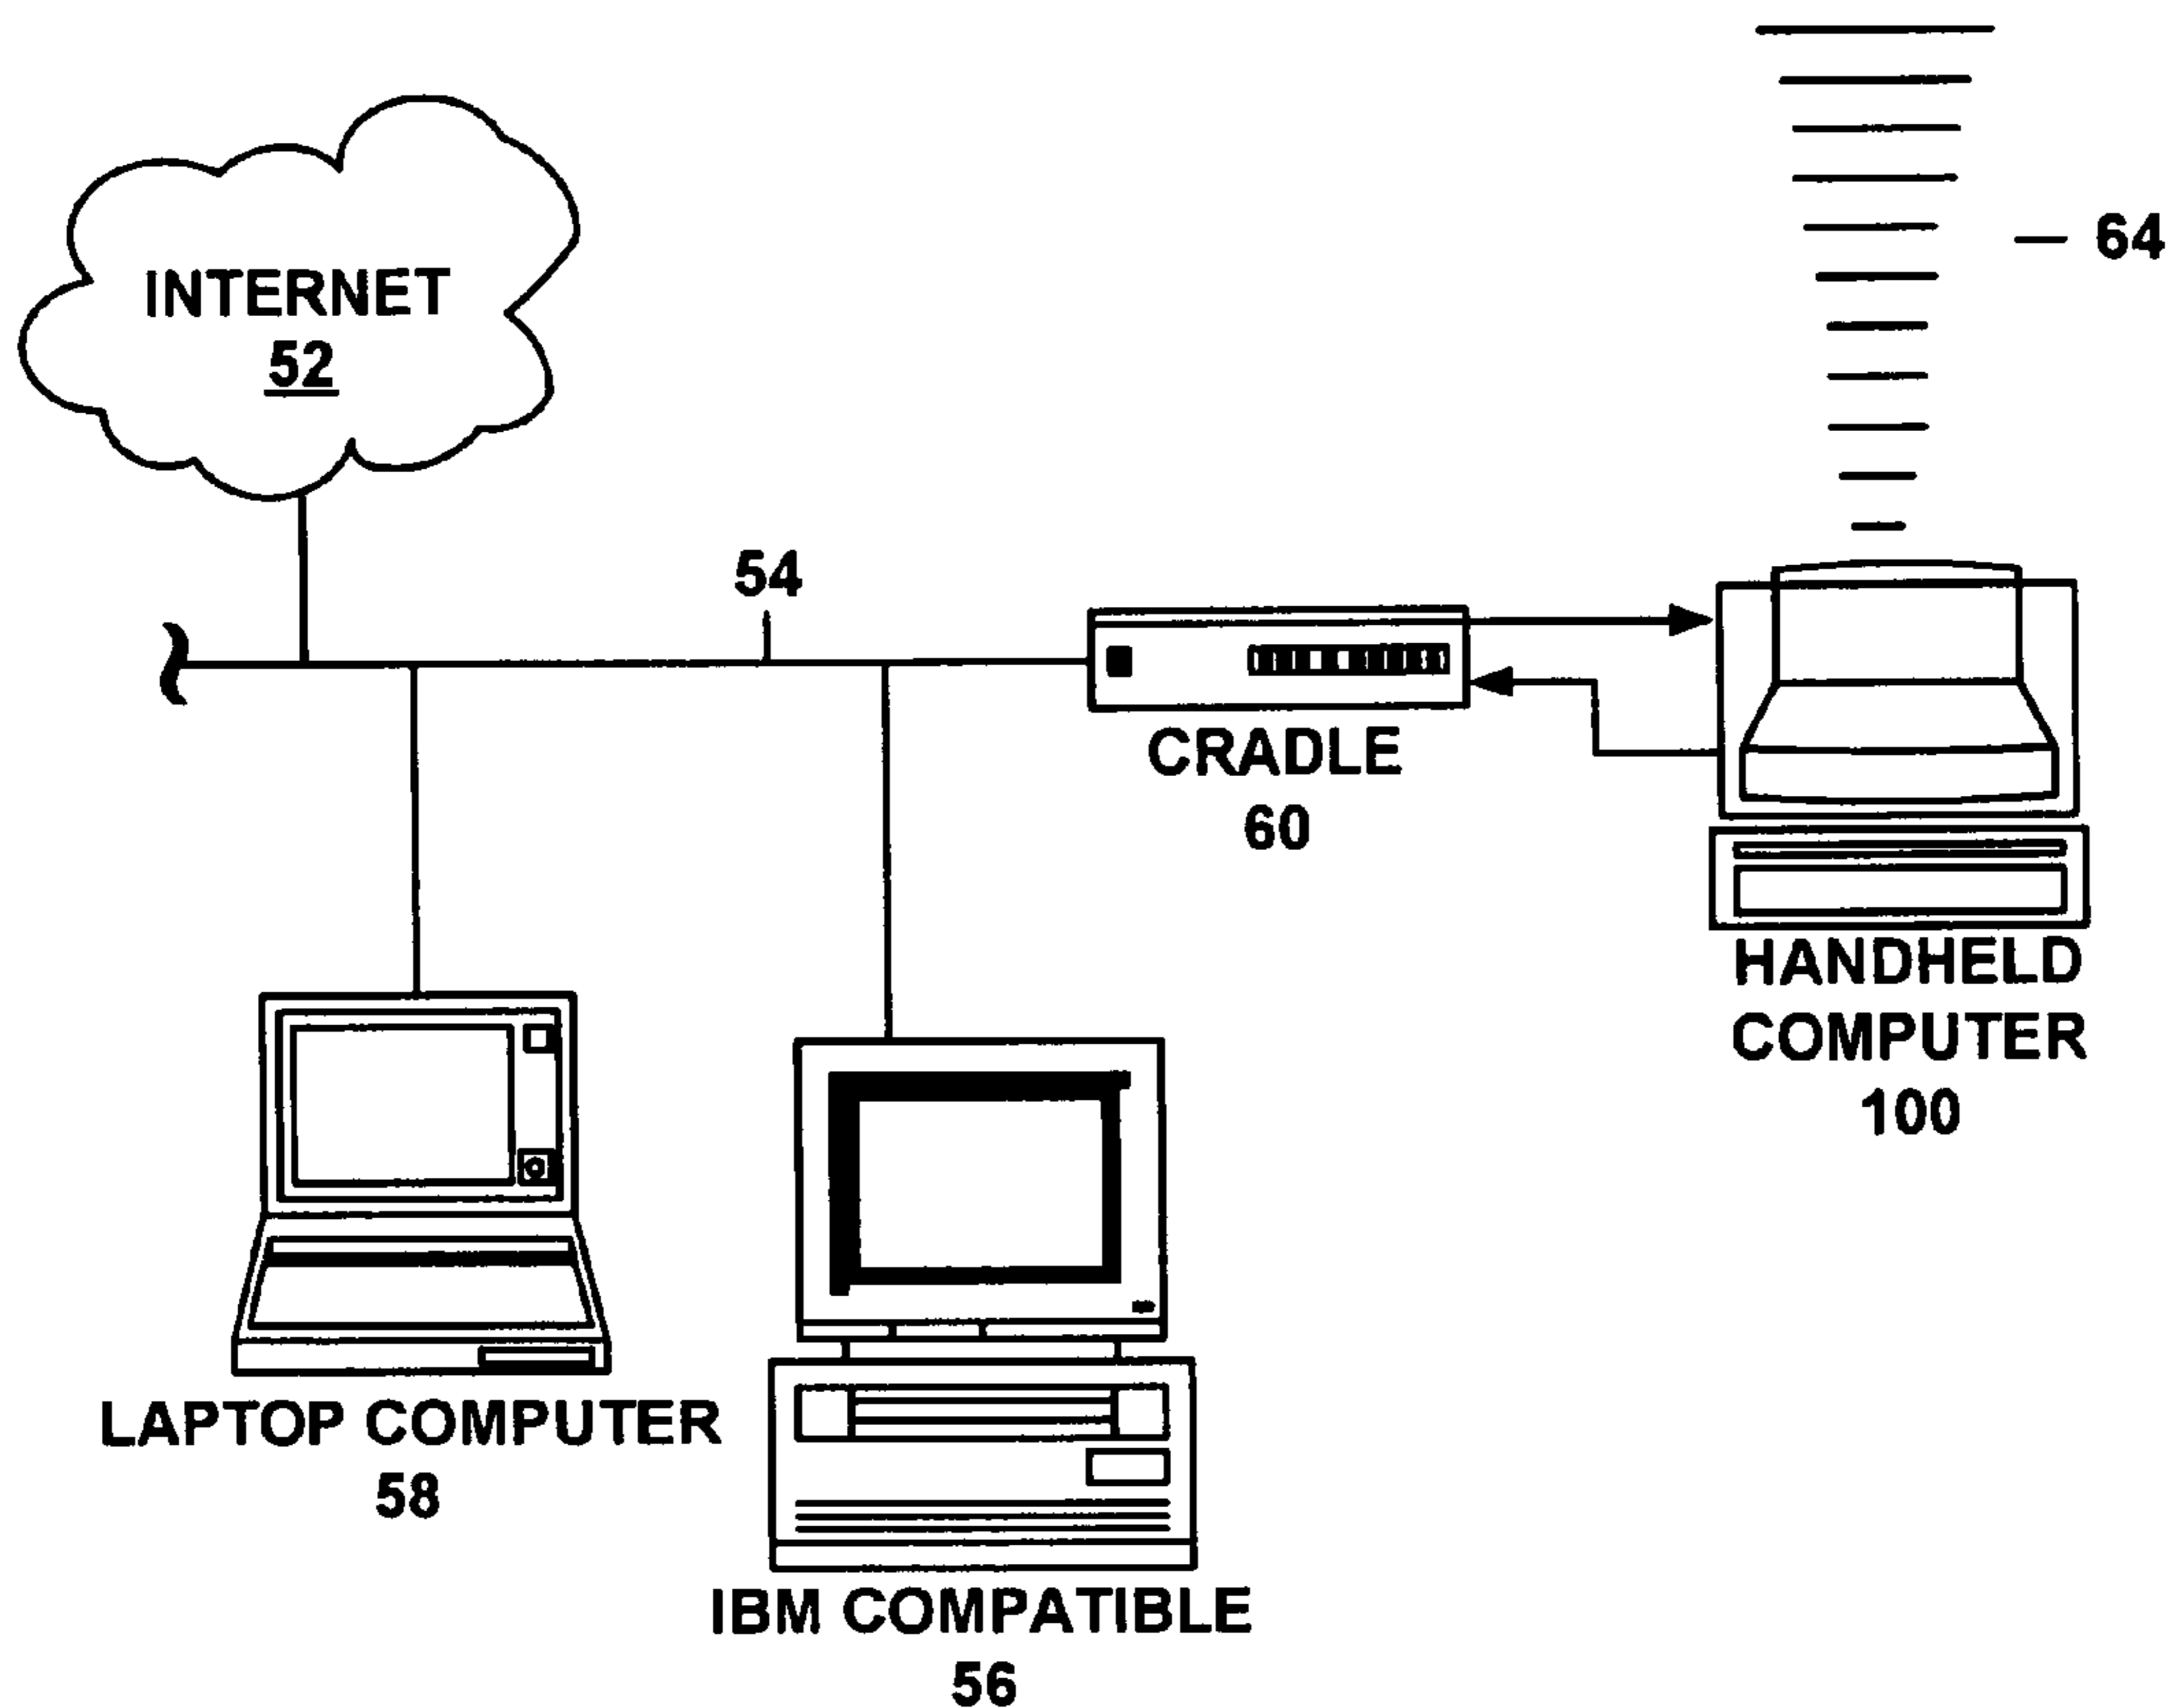 INTERNET
52
64
54
CRADLE
60
HANDHELD
COMPUTER
100
LAPTOP COMPUTER
58
IBM COMPATIBLE
56